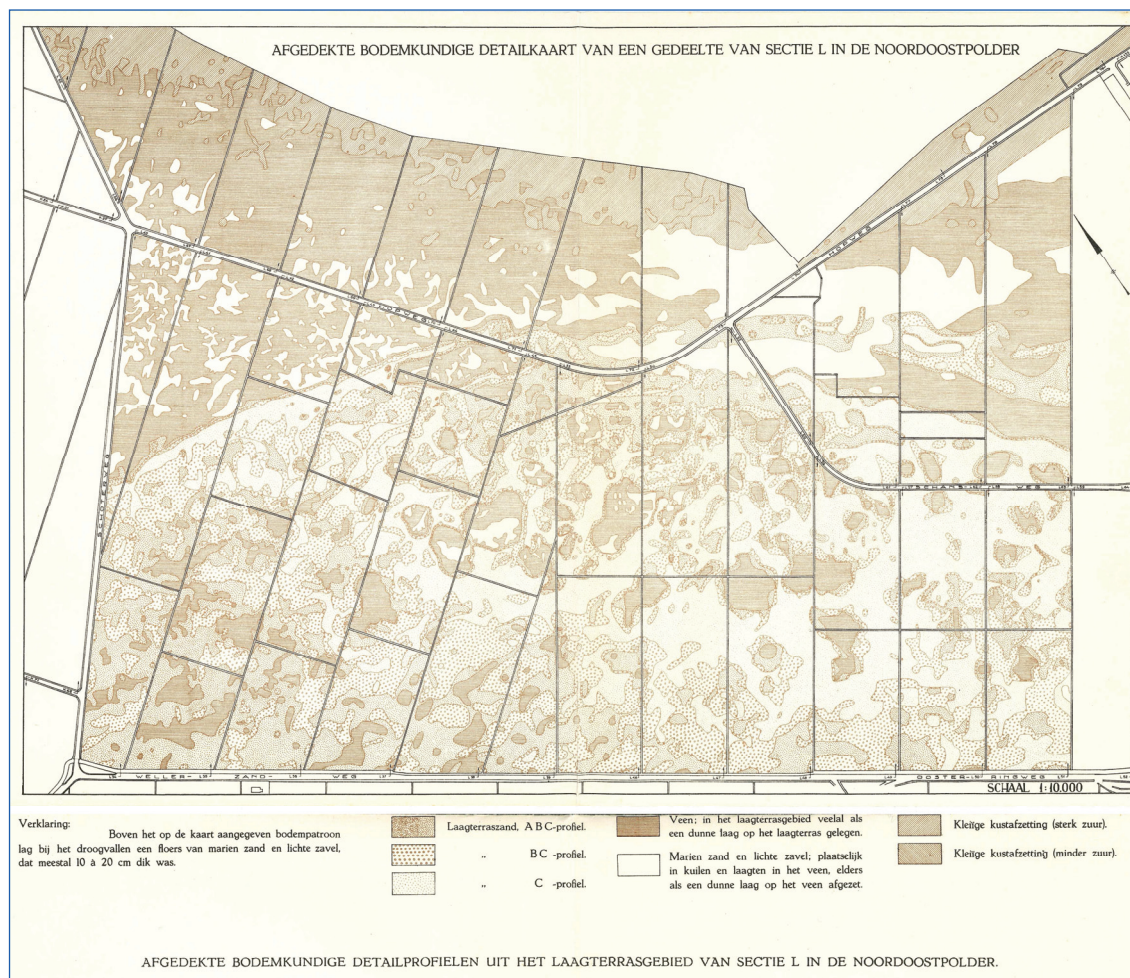 AFGEDEKTE BODEMKUNDIGE DETAILKAART VAN EEN GEDEELTE VAN SECTIE L IN DE NOORDOOSTPOLDER
HOPWEG
HOPWEG
SCHOTERWEG
SCHANS WEG
WELLER- ZAND- WEG
OOSTER RINGWEG
SCHAAL 1:10.000
Verklaring:
Boven het op de kaart aangegeven bodempatroon
lag bij het droogvallen een floers van marien zand en lichte zavel,
dat meestal 10 à 20 cm dik was.
Laagterraszand, A B C-profiel.
„ B C -profiel.
„ C -profiel.
Veen; in het laagterrasgebied veelal als
een dunne laag op het laagterras gelegen.
Marien zand en lichte zavel; plaatselijk
in kuilen en laagten in het veen, elders
als een dunne laag op het veen afgezet.
Kleiïge kustafzetting (sterk zuur).
Kleiïge kustafzetting (minder zuur).
AFGEDEKTE BODEMKUNDIGE DETAILPROFIELEN UIT HET LAAGTERRASGEBIED VAN SECTIE L IN DE NOORDOOSTPOLDER.